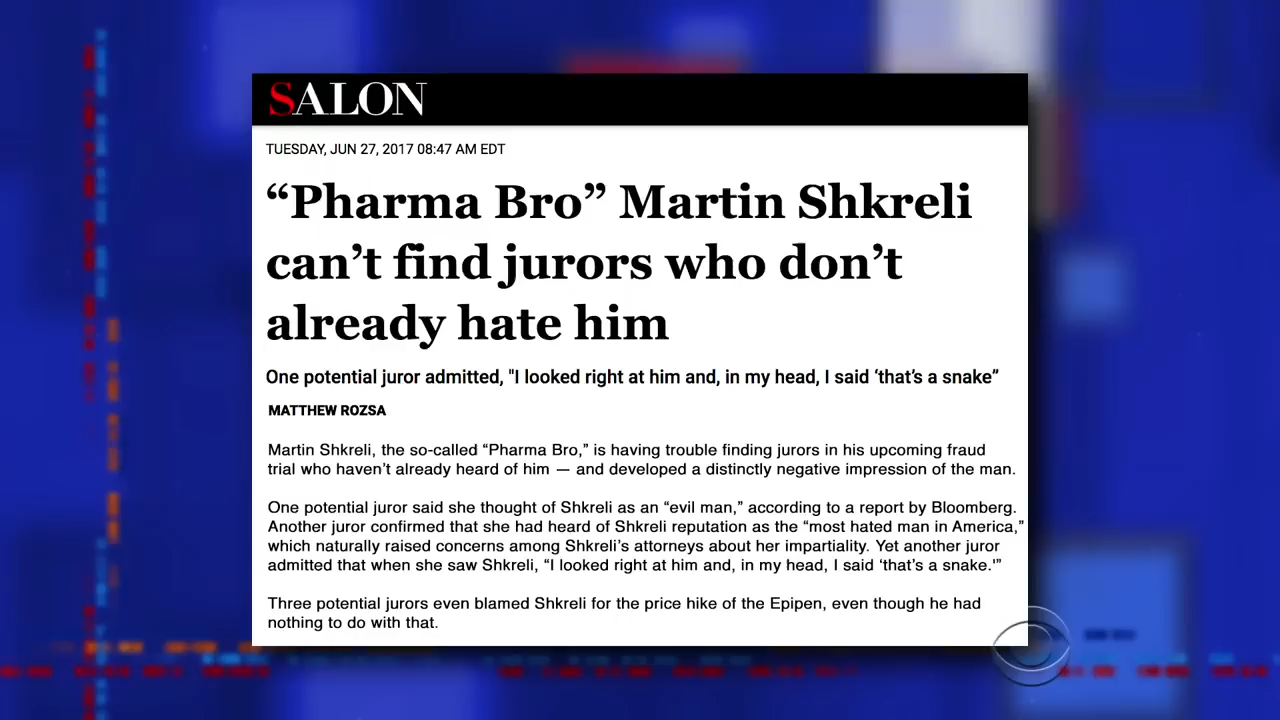 SALON
TUESDAY, JUN 27, 2017 08:47 AM EDT
“Pharma Bro” Martin Shkreli
can’t find jurors who don’t
already hate him
One potential juror admitted, "I looked right at him and, in my head, I said ‘that’s a snake”
MATTHEW ROZSA
Martin Shkreli, the so-called “Pharma Bro,” is having trouble finding jurors in his upcoming fraud
trial who haven’t already heard of him — and developed a distinctly negative impression of the man.
One potential juror said she thought of Shkreli as an “evil man,” according to a report by Bloomberg.
Another juror confirmed that she had heard of Shkreli reputation as the “most hated man in America,”
which naturally raised concerns among Shkreli’s attorneys about her impartiality. Yet another juror
admitted that when she saw Shkreli, “I looked right at him and, in my head, I said ‘that’s a snake.'”
Three potential jurors even blamed Shkreli for the price hike of the Epipen, even though he had
nothing to do with that.